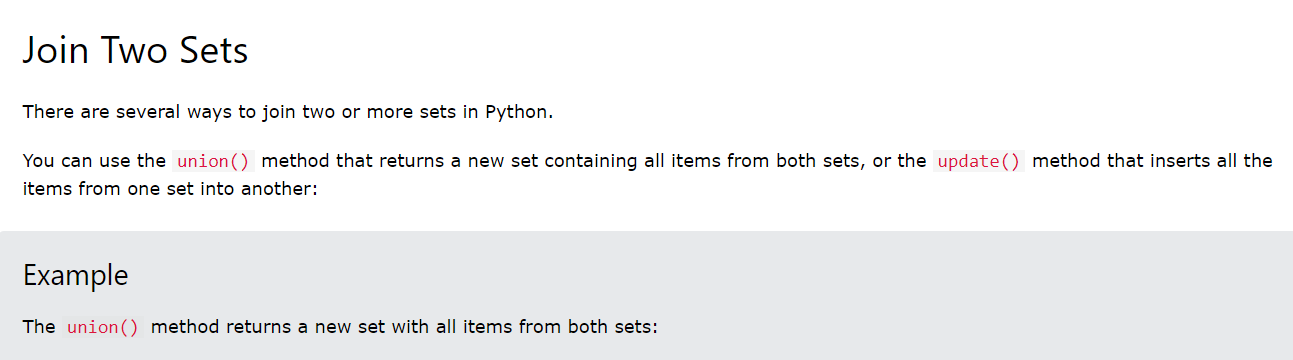 Join Two Sets
There are several ways to join two or more sets in Python.
You can use the union() method that returns a new set containing all items from both sets, or the update() method that inserts all the
items from one set into another:
Example
The union() method returns a new set with all items from both sets: